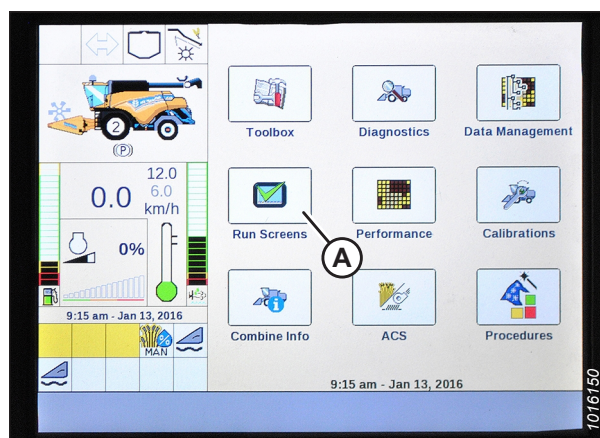 2
(P)
0.0
12.0
6.0
km/h
0%
9:15 am - Jan 13, 2016
MAN
%
Toolbox
Diagnostics
Data Management
Run Screens
Performance
Calibrations
A
Combine Info
ACS
Procedures
9:15 am - Jan 13, 2016
1016150